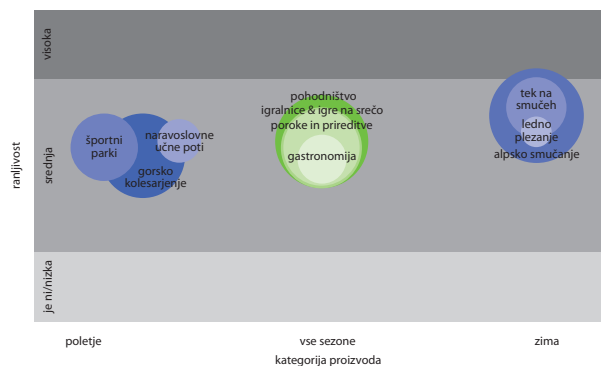 ranljivost
visoka
srednja
je ni/nizka
športni
parki
naravoslovne
učne poti
gorsko
kolesarjenje
pohodništvo
igralnice & igre na srečo
poroke in prireditve
gastronomija
tek na
smučeh
ledno
plezanje
alpsko smučanje
poletje
vse sezone
zima
kategorija proizvoda